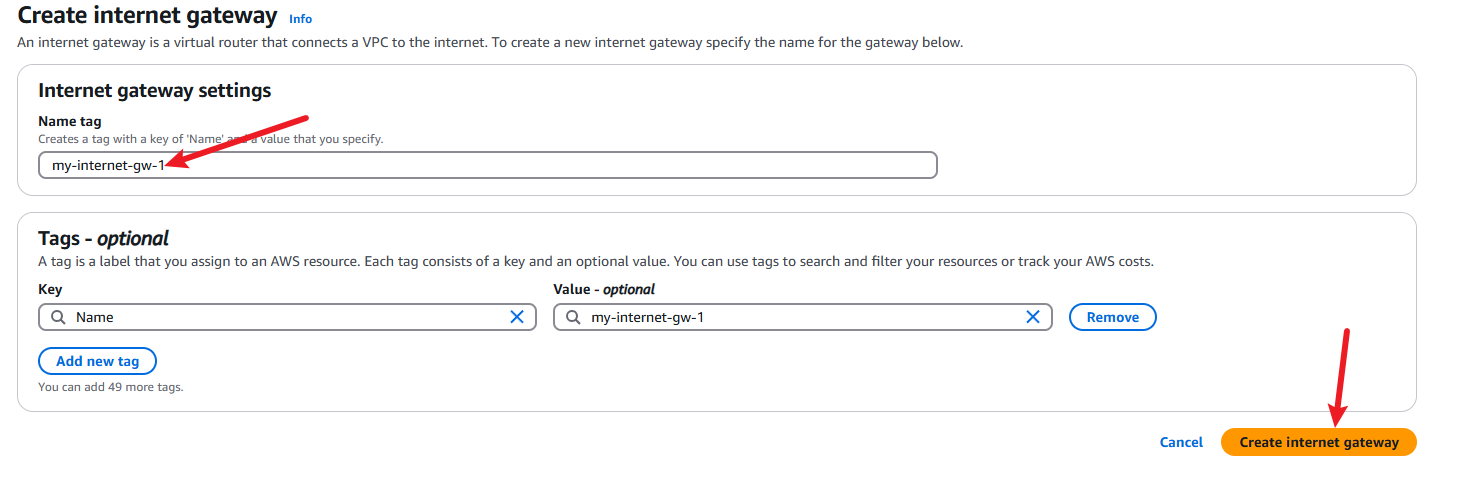 Create internet gateway Info
An internet gateway is a virtual router that connects a VPC to the internet. To create a new internet gateway specify the name for the gateway below.
Internet gateway settings
Name tag
Creates a tag with a key of 'Name' and a value that you specify.
my-internet-gw-1
Tags - optional
A tag is a label that you assign to an AWS resource. Each tag consists of a key and an optional value. You can use tags to search and filter your resources or track your AWS costs.
Key Value - optional
Name my-internet-gw-1 Remove
Add new tag
You can add 49 more tags.
Cancel Create internet gateway